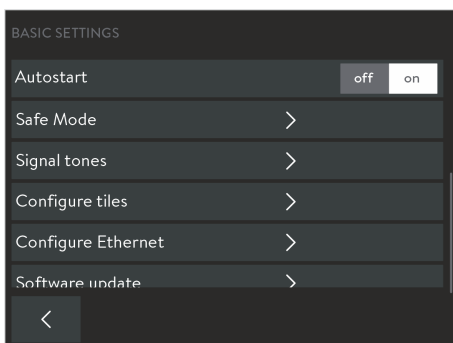 BASIC SETTINGS
Autostart off on
Safe Mode
Signal tones
Configure tiles
Configure Ethernet
Software update